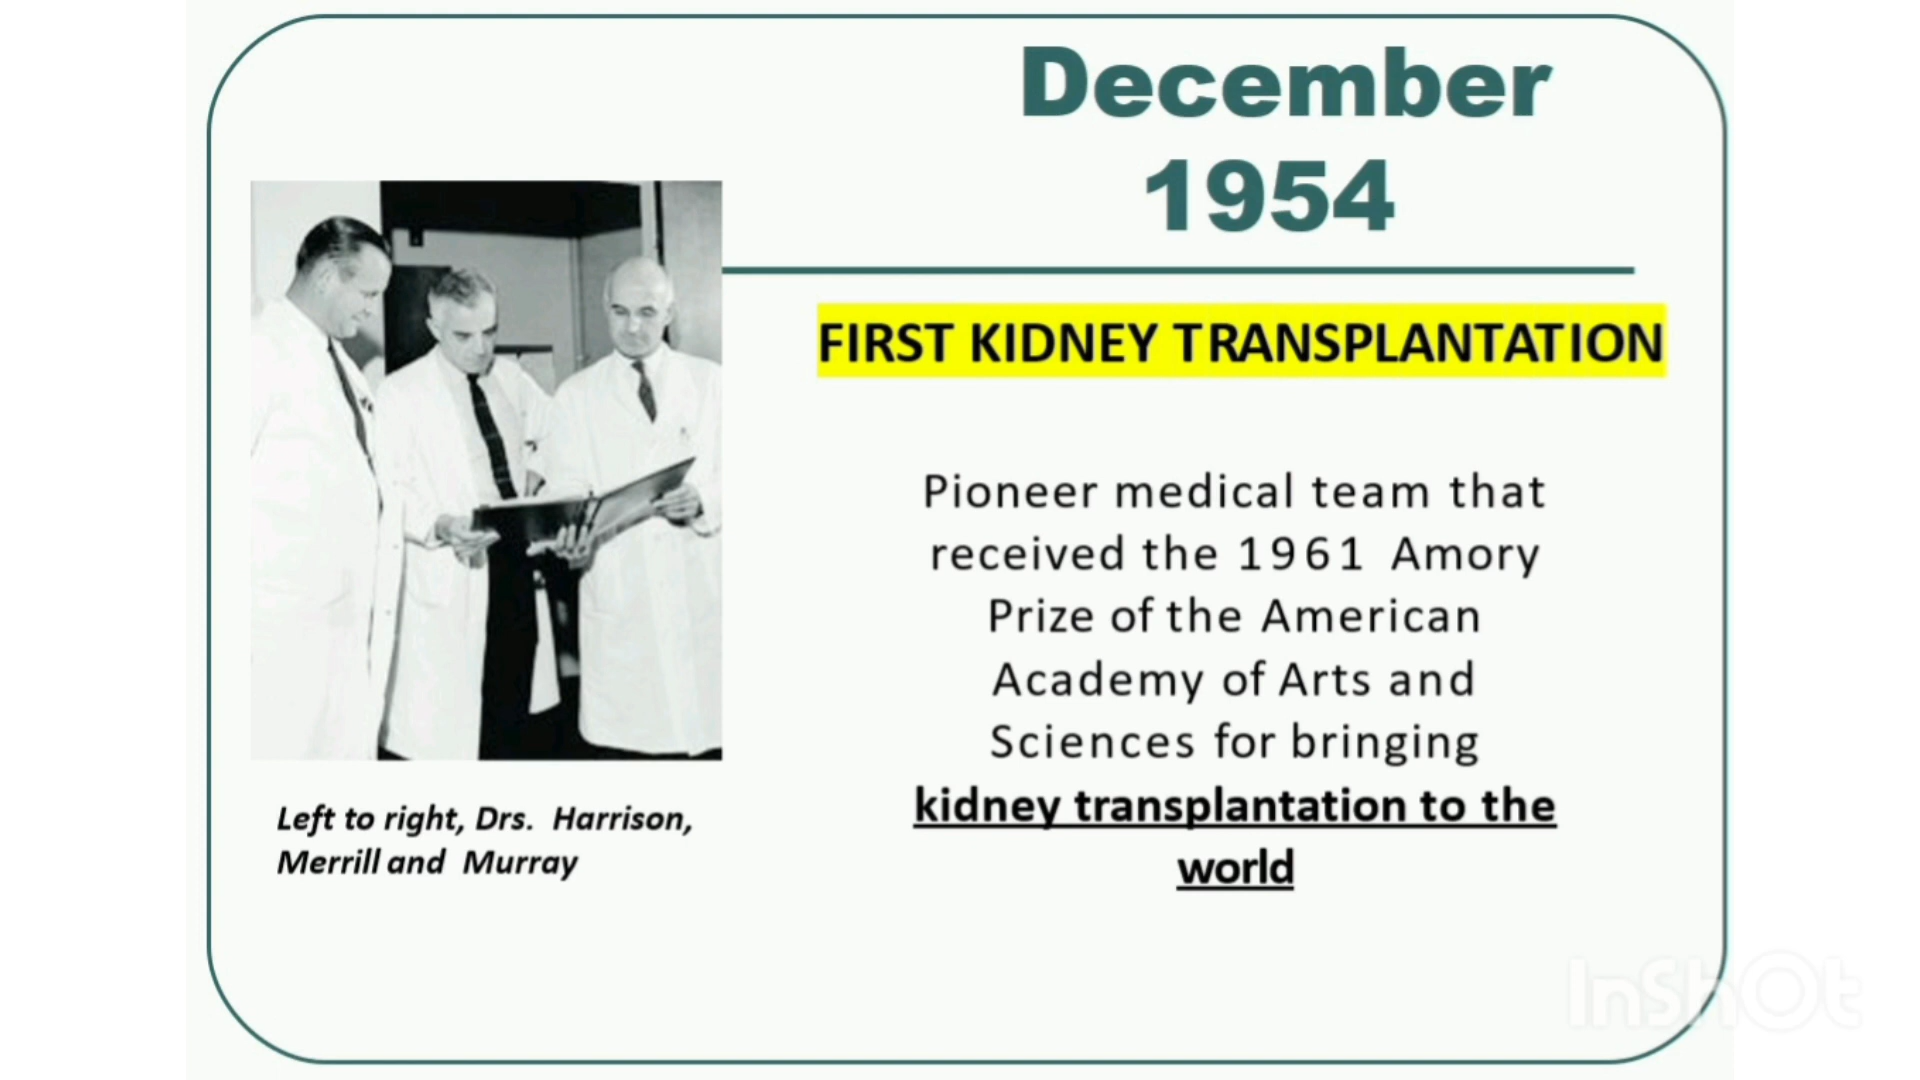 December
1954
FIRST KIDNEY TRANSPLANTATION
Pioneer medical team that
received the 1961 Amory
Prize of the American
Academy of Arts and
Sciences for bringing
kidney transplantation to the
world
Left to right, Drs. Harrison,
Merrill and Murray
InShOt